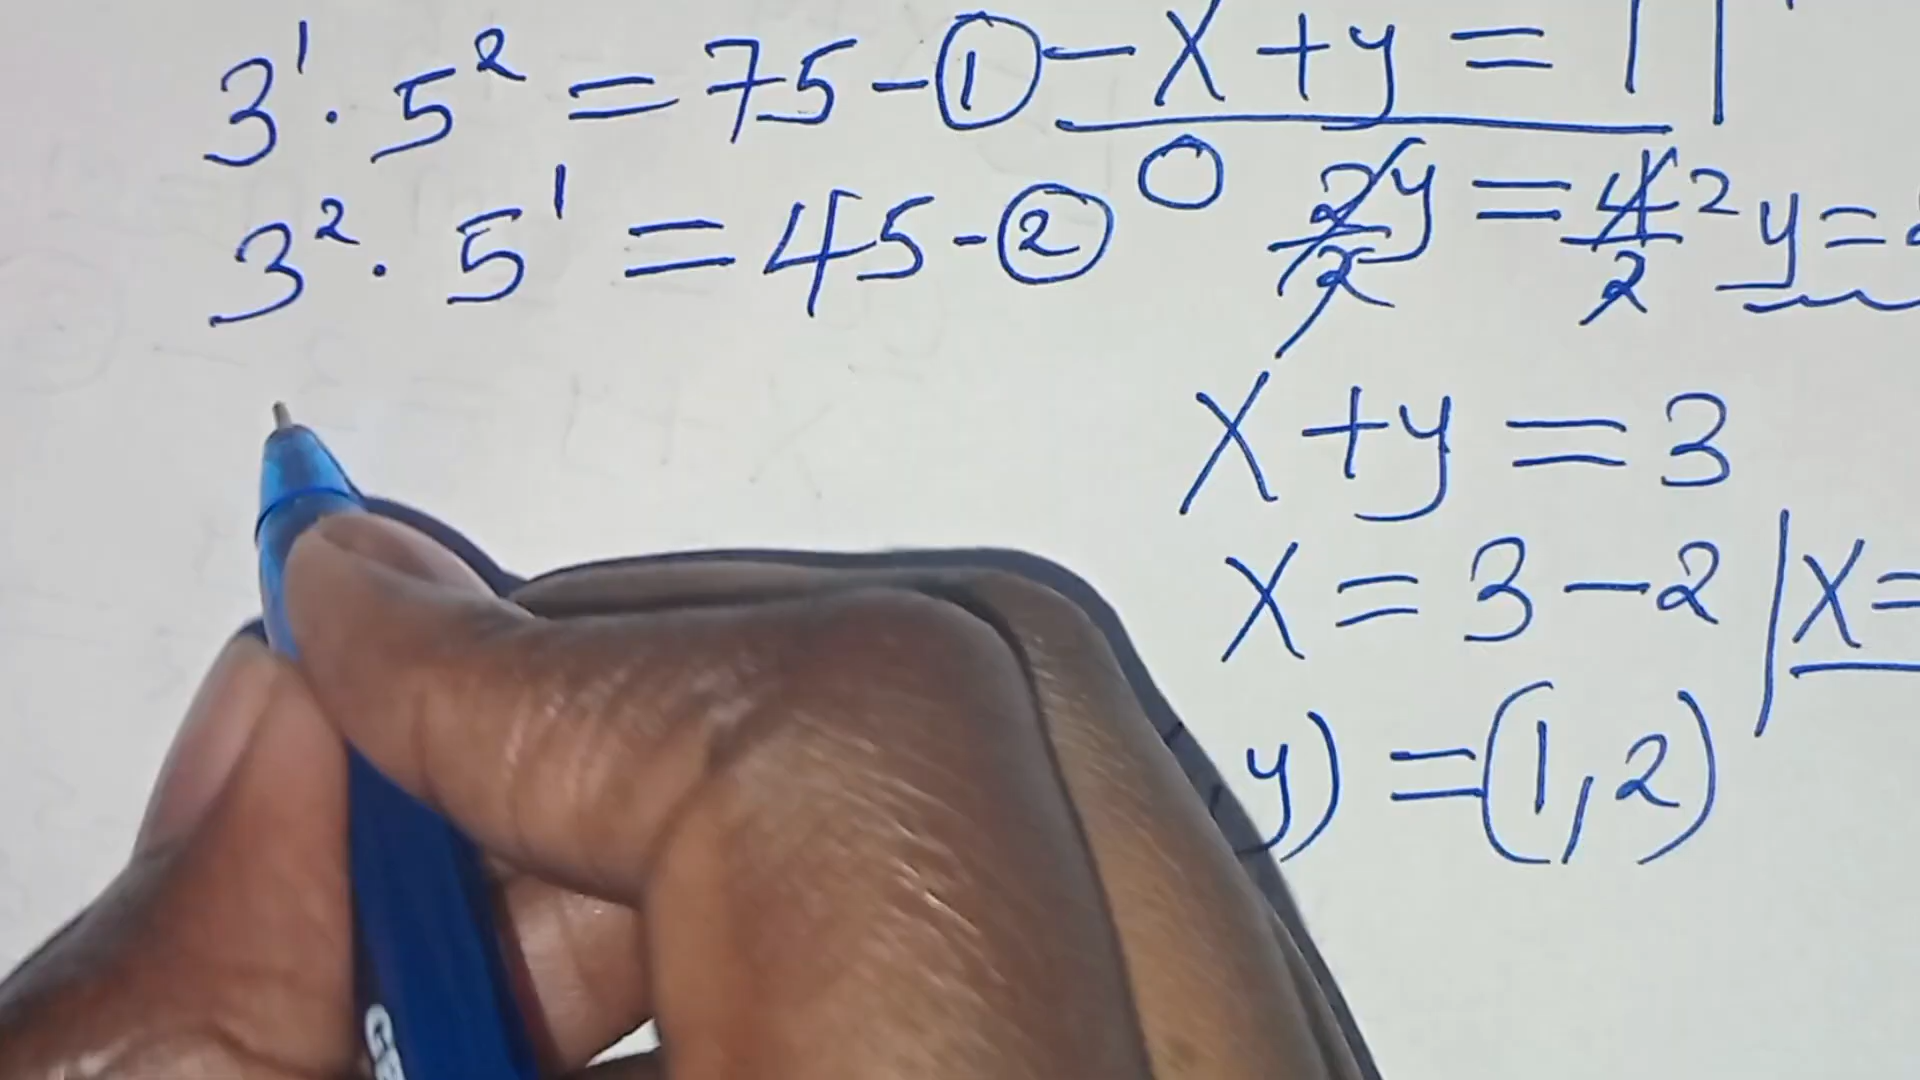 3¹ · 5² = 75 - ①
3² · 5¹ = 45 - ②
- x + y = 1
0 2y/2 = 4/2 2 y =
x + y = 3
x = 3 - 2 | x =
y) = (1, 2)